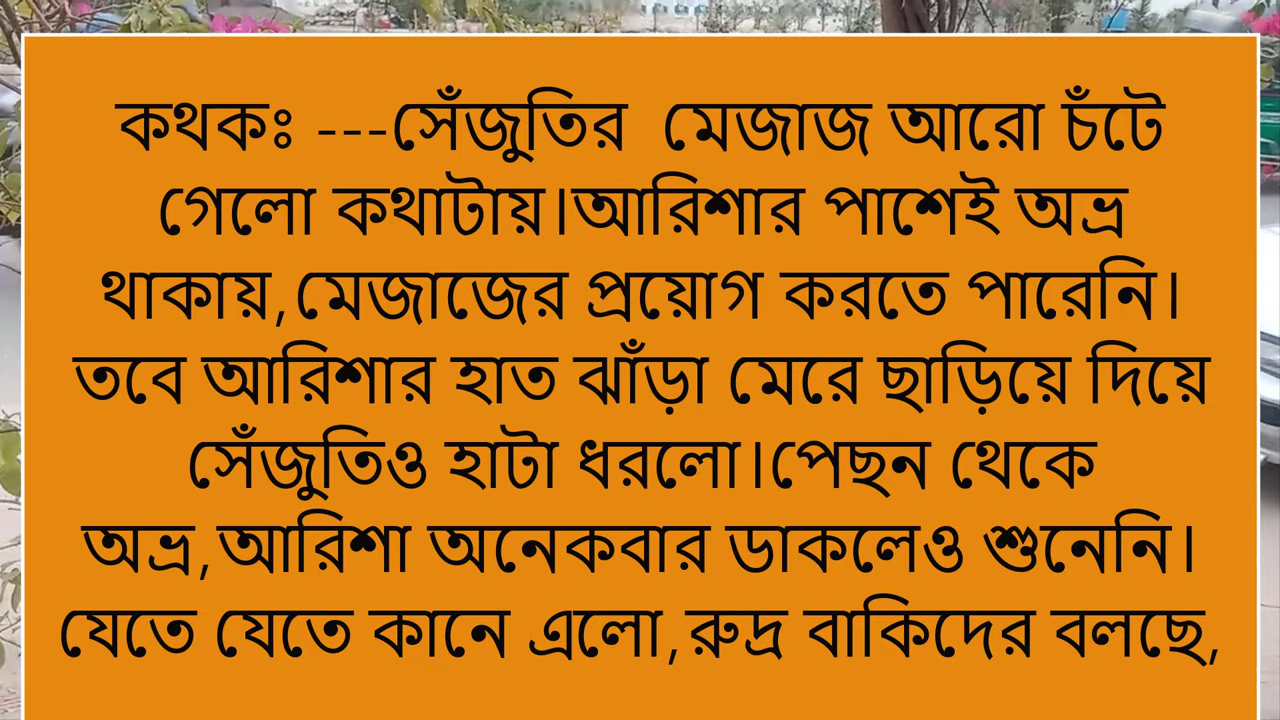 কথকঃ ---সেঁজুতির মেজাজ আরো চঁটে
গেলো কথাটায়।আরিশার পাশেই অভ্র
থাকায়,মেজাজের প্রয়োগ করতে পারেনি।
তবে আরিশার হাত ঝাঁড়া মেরে ছাড়িয়ে দিয়ে
সেঁজুতিও হাটা ধরলো।পেছন থেকে
অভ্র,আরিশা অনেকবার ডাকলেও শুনেনি।
যেতে যেতে কানে এলো,রুদ্র বাকিদের বলছে,